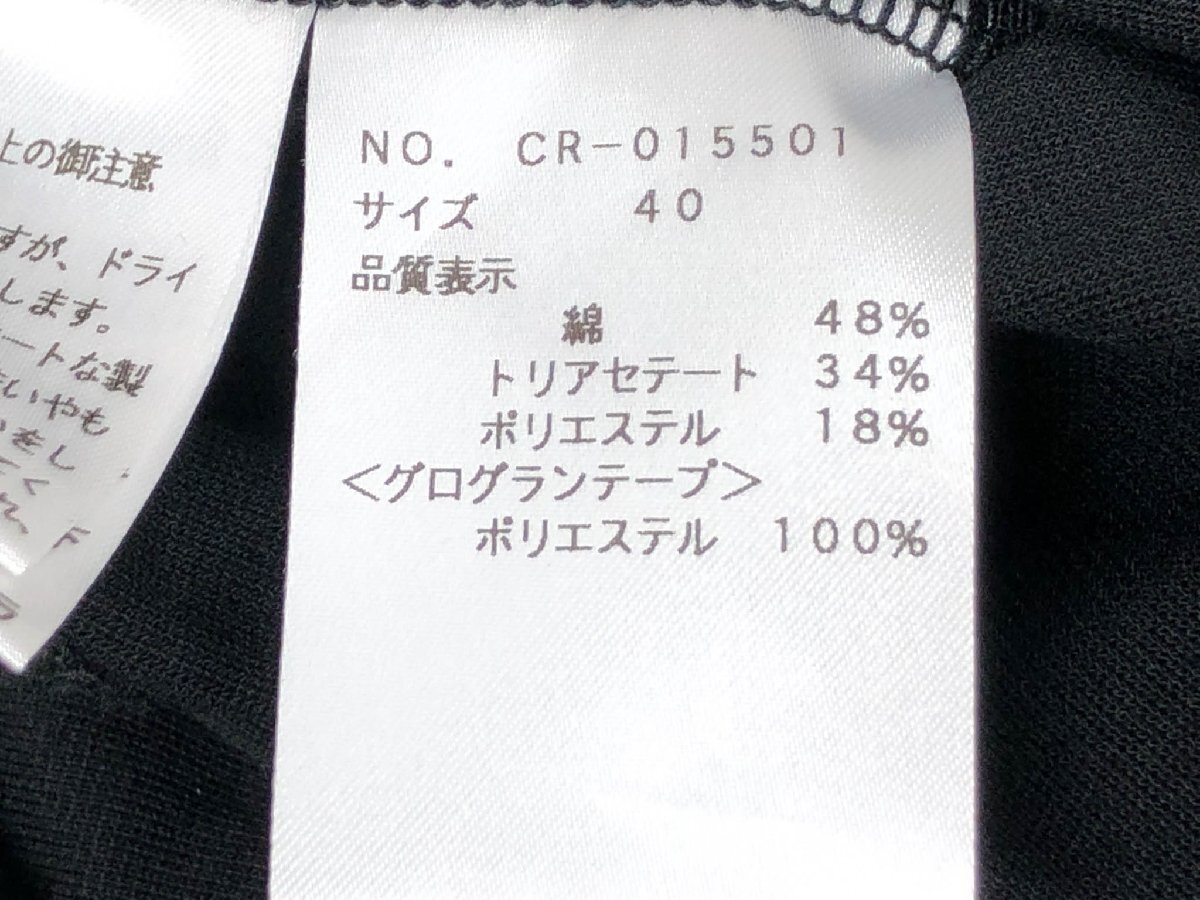 上の御注意
すが、ドライ
します。
ートな製
いやも
をし
く
NO. CR-015501
サイズ 40
品質表示
綿 48%
トリアセテート 34%
ポリエステル 18%
<グログランテープ>
ポリエステル 100%